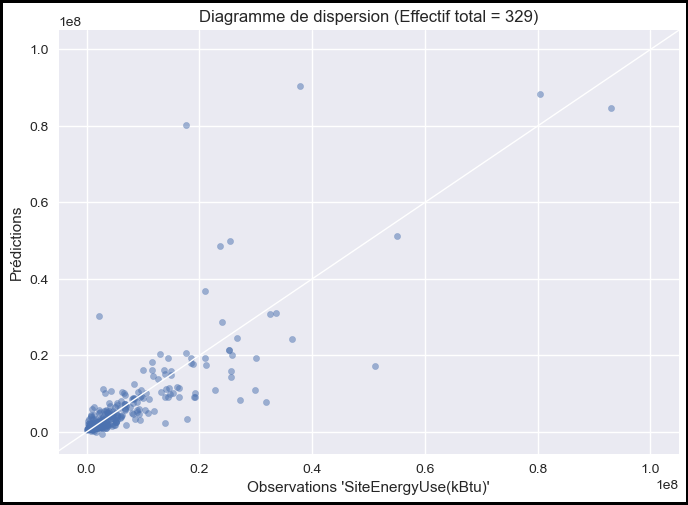 Diagramme de dispersion (Effectif total = 329)
1e8
1.0
0.8
0.6
0.4
0.2
0.0
Prédictions
0.0 0.2 0.4 0.6 0.8 1.0
1e8
Observations 'SiteEnergyUse(kBtu)'